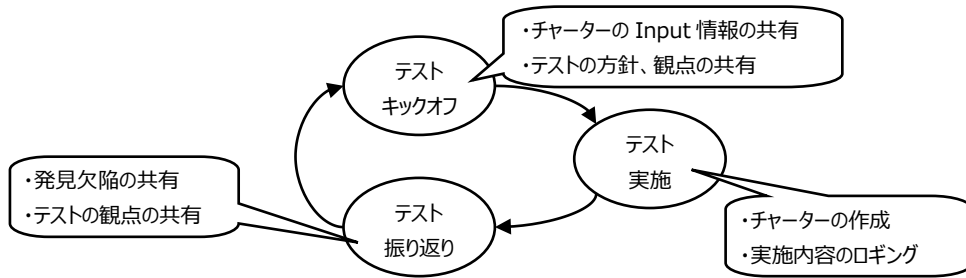 ・チャーターの Input 情報の共有
・テストの方針、観点の共有
テスト
キックオフ
テスト
実施
・発見欠陥の共有
・テストの観点の共有
テスト
振り返り
・チャーターの作成
・実施内容のロギング